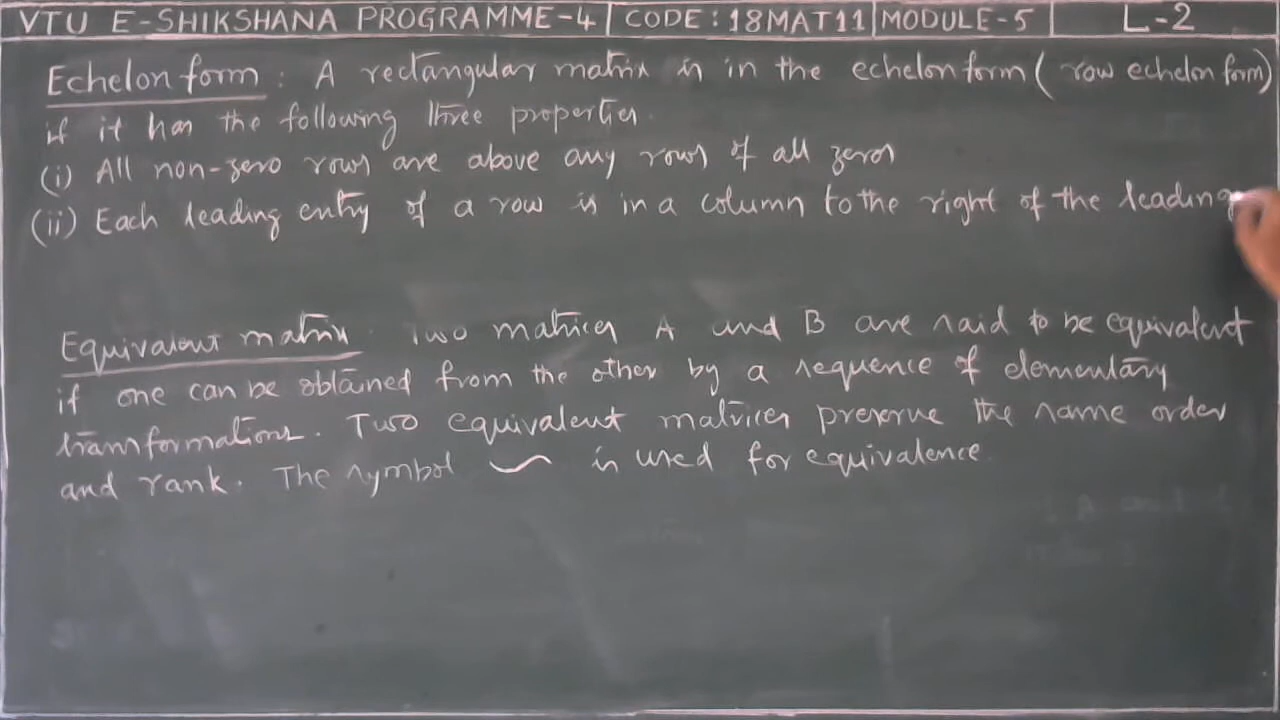 VTU E-SHIKSHANA PROGRAMME-4 | CODE: 18MAT11 | MODULE-5 | L-2
Echelon form : A rectangular matrix is in the echelon form (row echelon form)
if it has the following three properties.
(i) All non-zero rows are above any rows of all zeros
(ii) Each leading entry of a row is in a column to the right of the leading
Equivalent matrix. Two matrices A and B are said to be equivalent
if one can be obtained from the other by a sequence of elementary
transformations. Two equivalent matrices preserve the same order
and rank. The symbol ~ is used for equivalence.